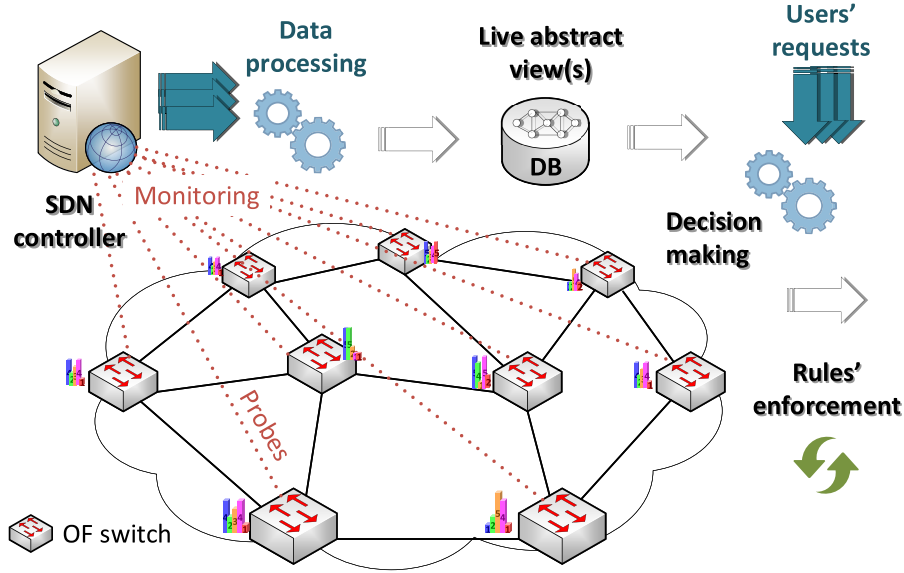 Data
processing
Live abstract
view(s)
Users'
requests
DB
Monitoring
SDN
controller
Decision
making
Probes
Rules'
enforcement
OF switch